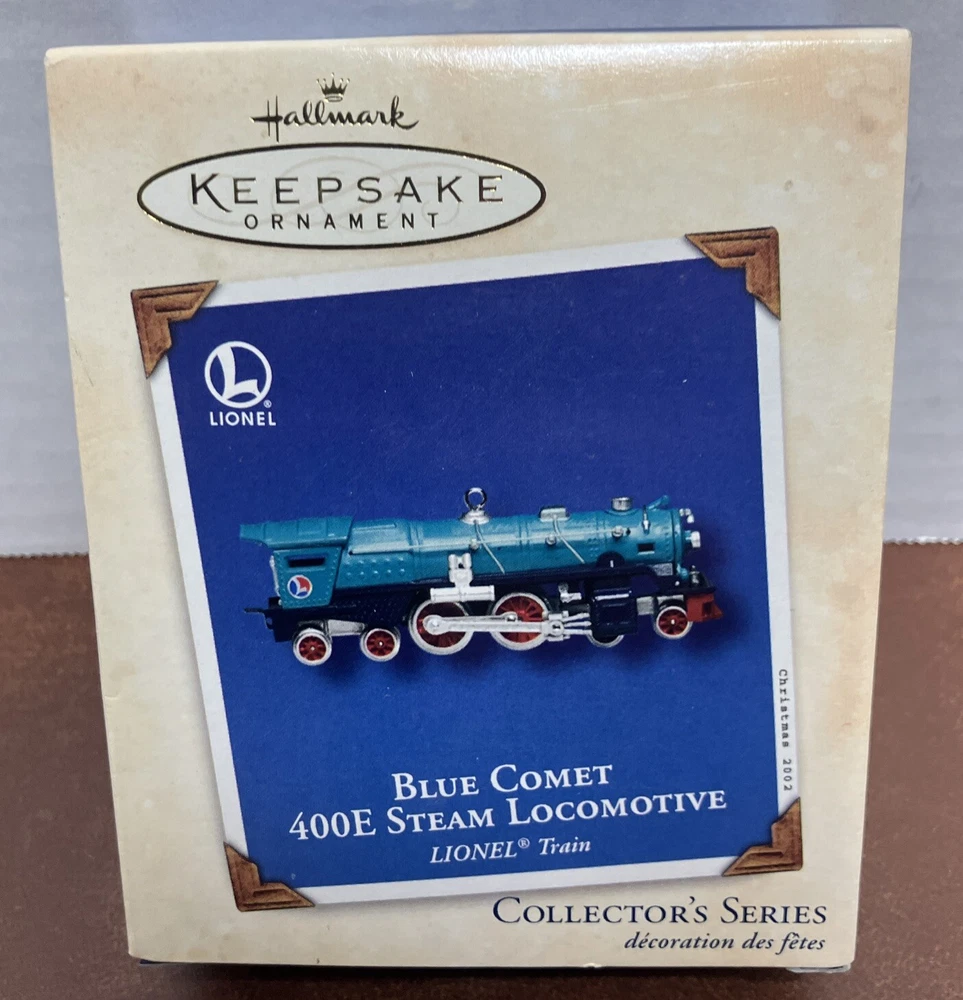 Hallmark
KEEPSAKE
ORNAMENT
L
®
LIONEL
L
Christmas 2002
BLUE COMET
400E STEAM LOCOMOTIVE
LIONEL® Train
COLLECTOR'S SERIES
décoration des fêtes